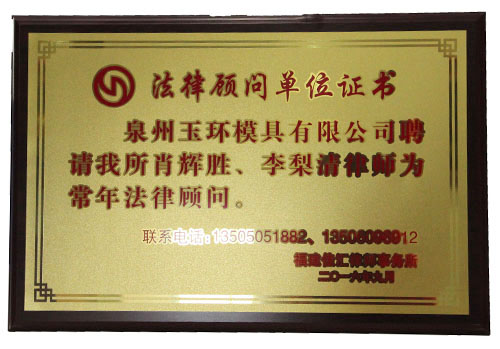 法律顾问单位证书
泉州玉环模具有限公司聘
请我所肖辉胜、李梨清律师为
常年法律顾问。
联系电话:13505051882、13506098912
福建 汇律师事务所
二〇一六年九月